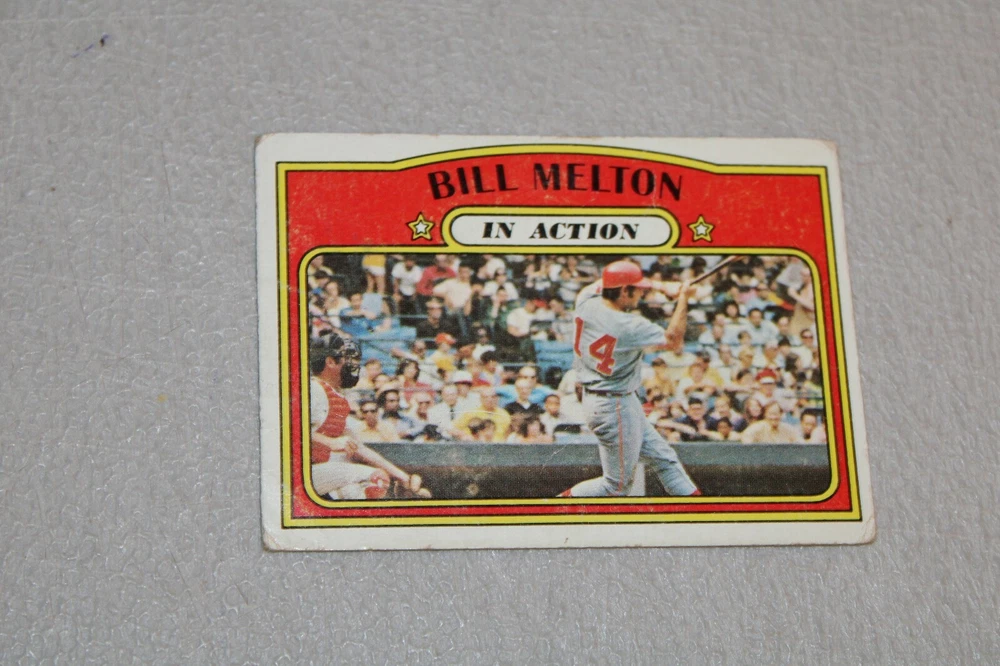 BILL MELTON
IN ACTION
14